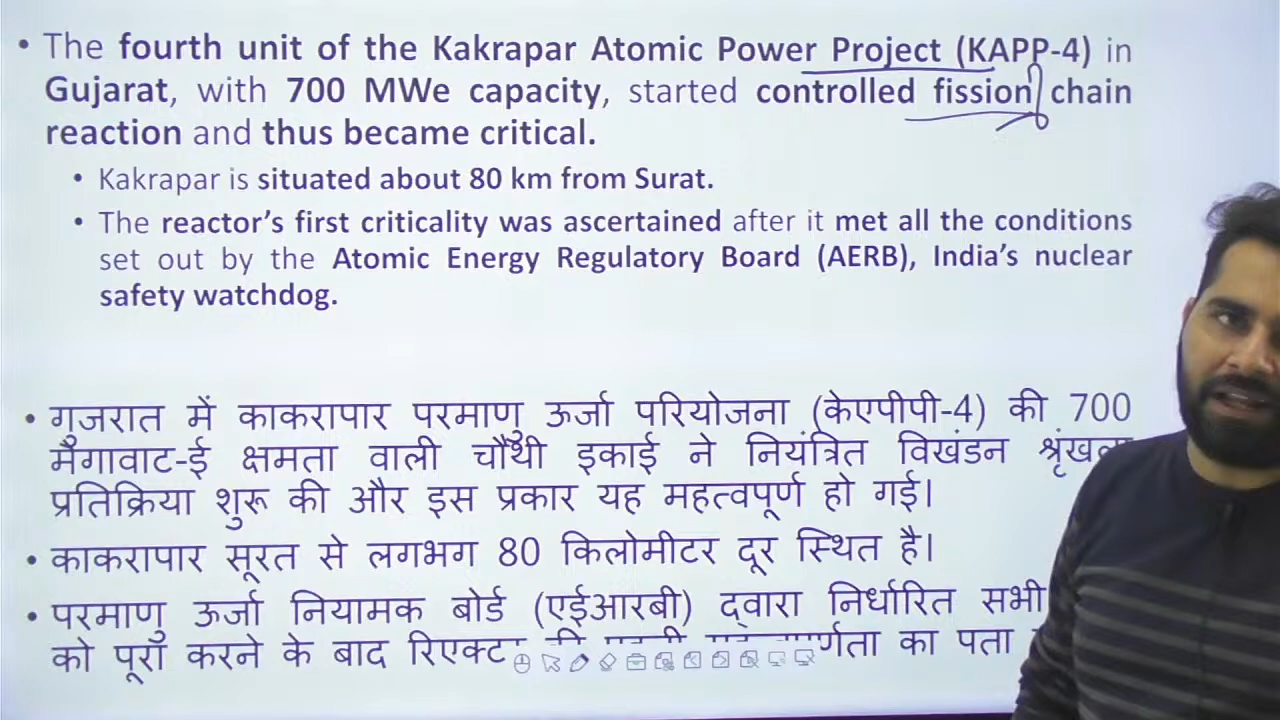 • The fourth unit of the Kakrapar Atomic Power Project (KAPP-4) in
Gujarat, with 700 MWe capacity, started controlled fission chain
reaction and thus became critical.
• Kakrapar is situated about 80 km from Surat.
• The reactor’s first criticality was ascertained after it met all the conditions
set out by the Atomic Energy Regulatory Board (AERB), India’s nuclear
safety watchdog.
• गुजरात में काकरापार परमाणु ऊर्जा परियोजना (केएपीपी-4) की 700
मेगावाट-ई क्षमता वाली चौथी इकाई ने नियंत्रित विखंडन
प्रतिक्रिया शुरू की और इस प्रकार यह महत्वपूर्ण हो गई।
• काकरापार सूरत से लगभग 80 किलोमीटर दूर स्थित है।
• परमाणु ऊर्जा नियामक बोर्ड (एईआरबी) द्वारा निर्धारित सभी
को पूरा करने के बाद का पता